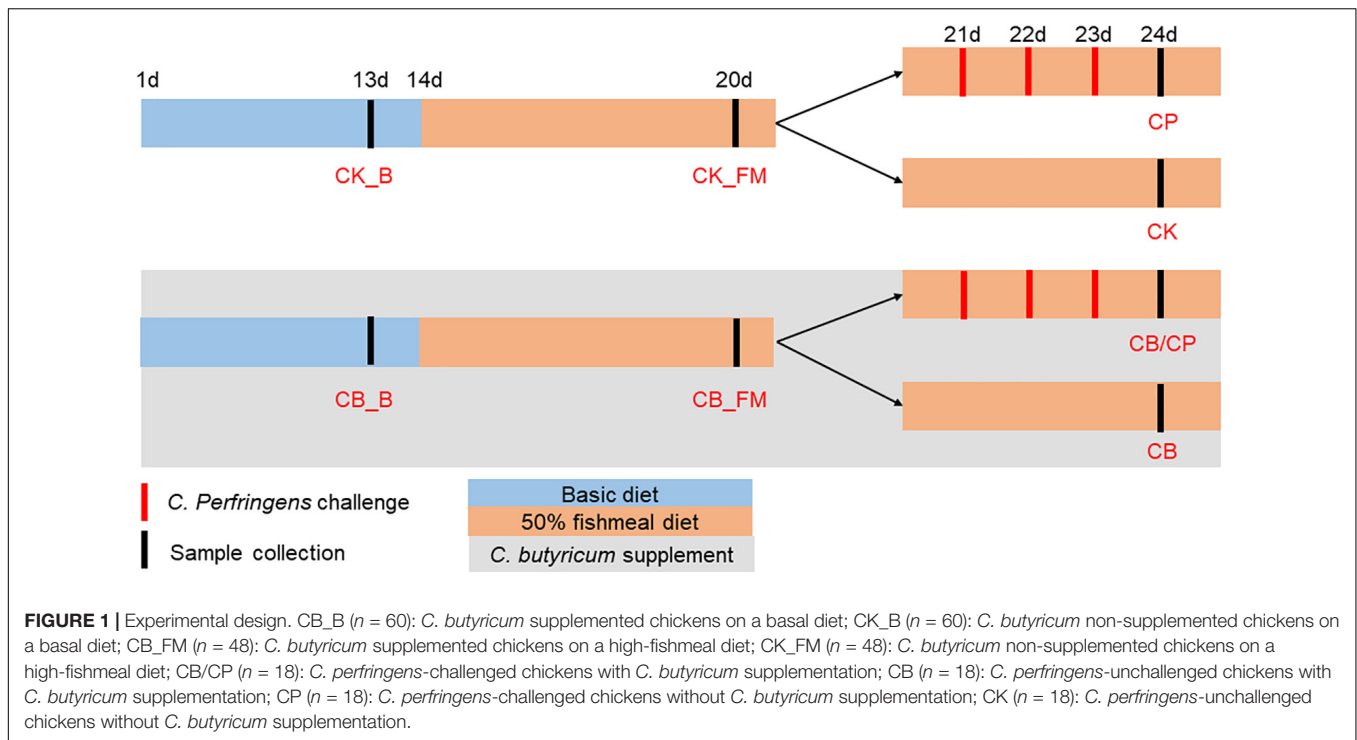 21d 22d 23d 24d
1d 13d 14d 20d
CP
CK_B CK_FM
CK
CB/CP
CB_B CB_FM
CB
C. Perfringens challenge
Sample collection
Basic diet
50% fishmeal diet
C. butyricum supplement
FIGURE 1 | Experimental design. CB_B (n = 60): C. butyricum supplemented chickens on a basal diet; CK_B (n = 60): C. butyricum non-supplemented chickens on
a basal diet; CB_FM (n = 48): C. butyricum supplemented chickens on a high-fishmeal diet; CK_FM (n = 48): C. butyricum non-supplemented chickens on a
high-fishmeal diet; CB/CP (n = 18): C. perfringens-challenged chickens with C. butyricum supplementation; CB (n = 18): C. perfringens-unchallenged chickens with
C. butyricum supplementation; CP (n = 18): C. perfringens-challenged chickens without C. butyricum supplementation; CK (n = 18): C. perfringens-unchallenged
chickens without C. butyricum supplementation.